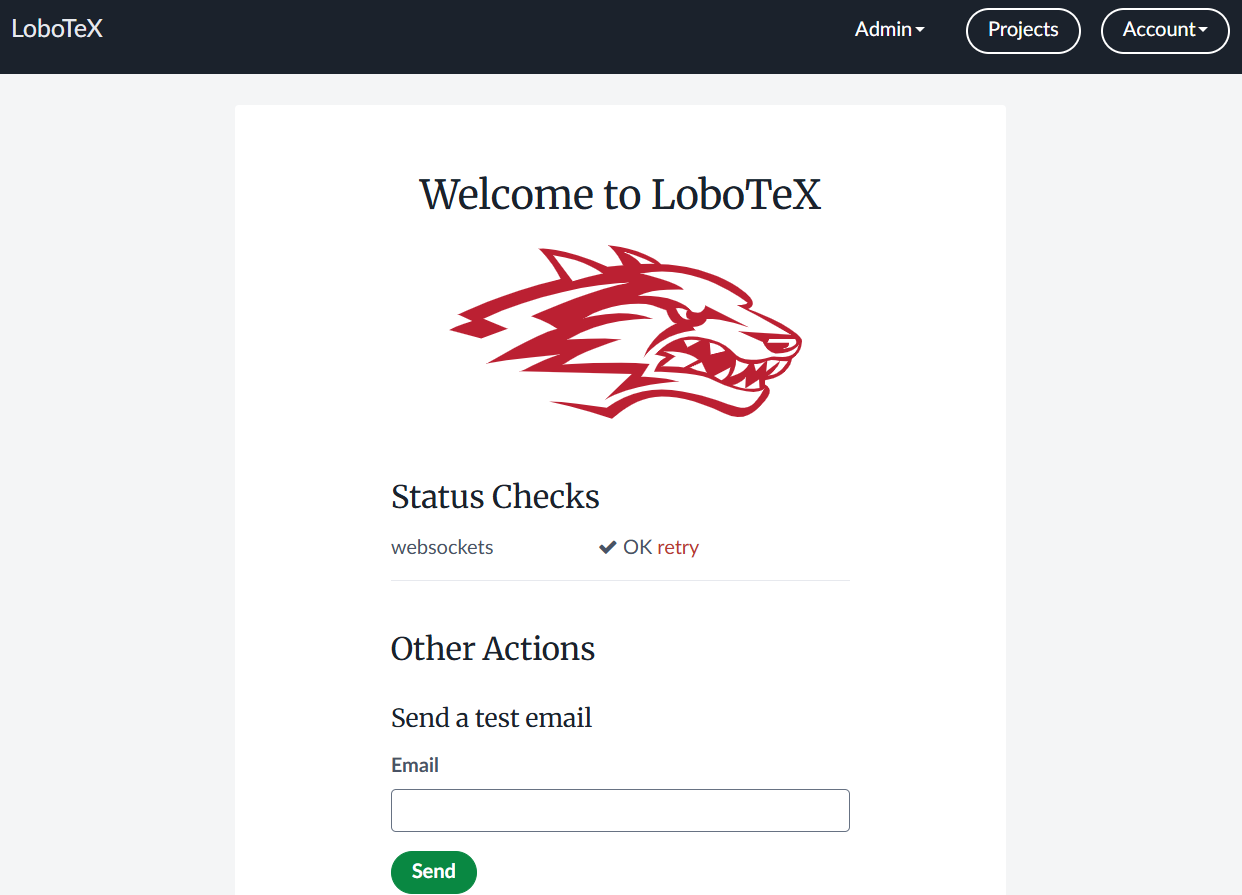 LoboTeX Admin Projects Account
Welcome to LoboTeX
Status Checks
websockets OK retry
Other Actions
Send a test email
Email
Send